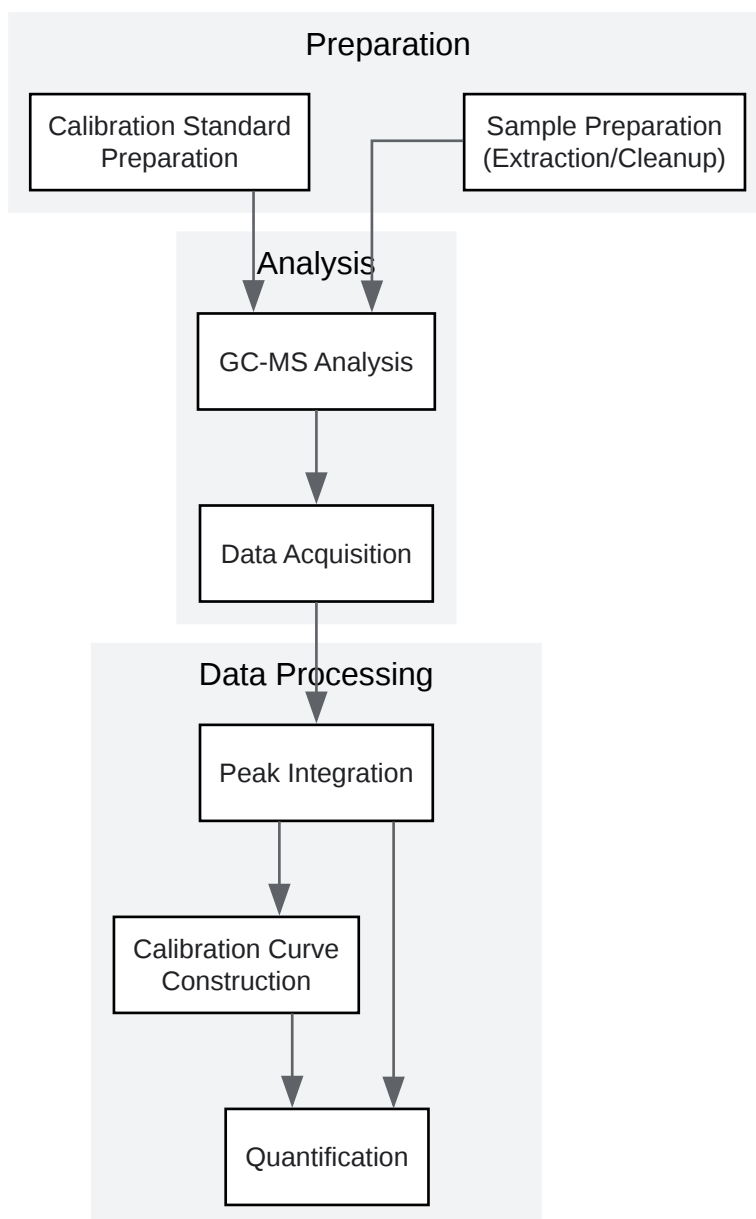 Preparation
Calibration Standard
Preparation
Sample Preparation
(Extraction/Cleanup)
Analysis
GC-MS Analysis
Data Acquisition
Data Processing
Peak Integration
Calibration Curve
Construction
Quantification